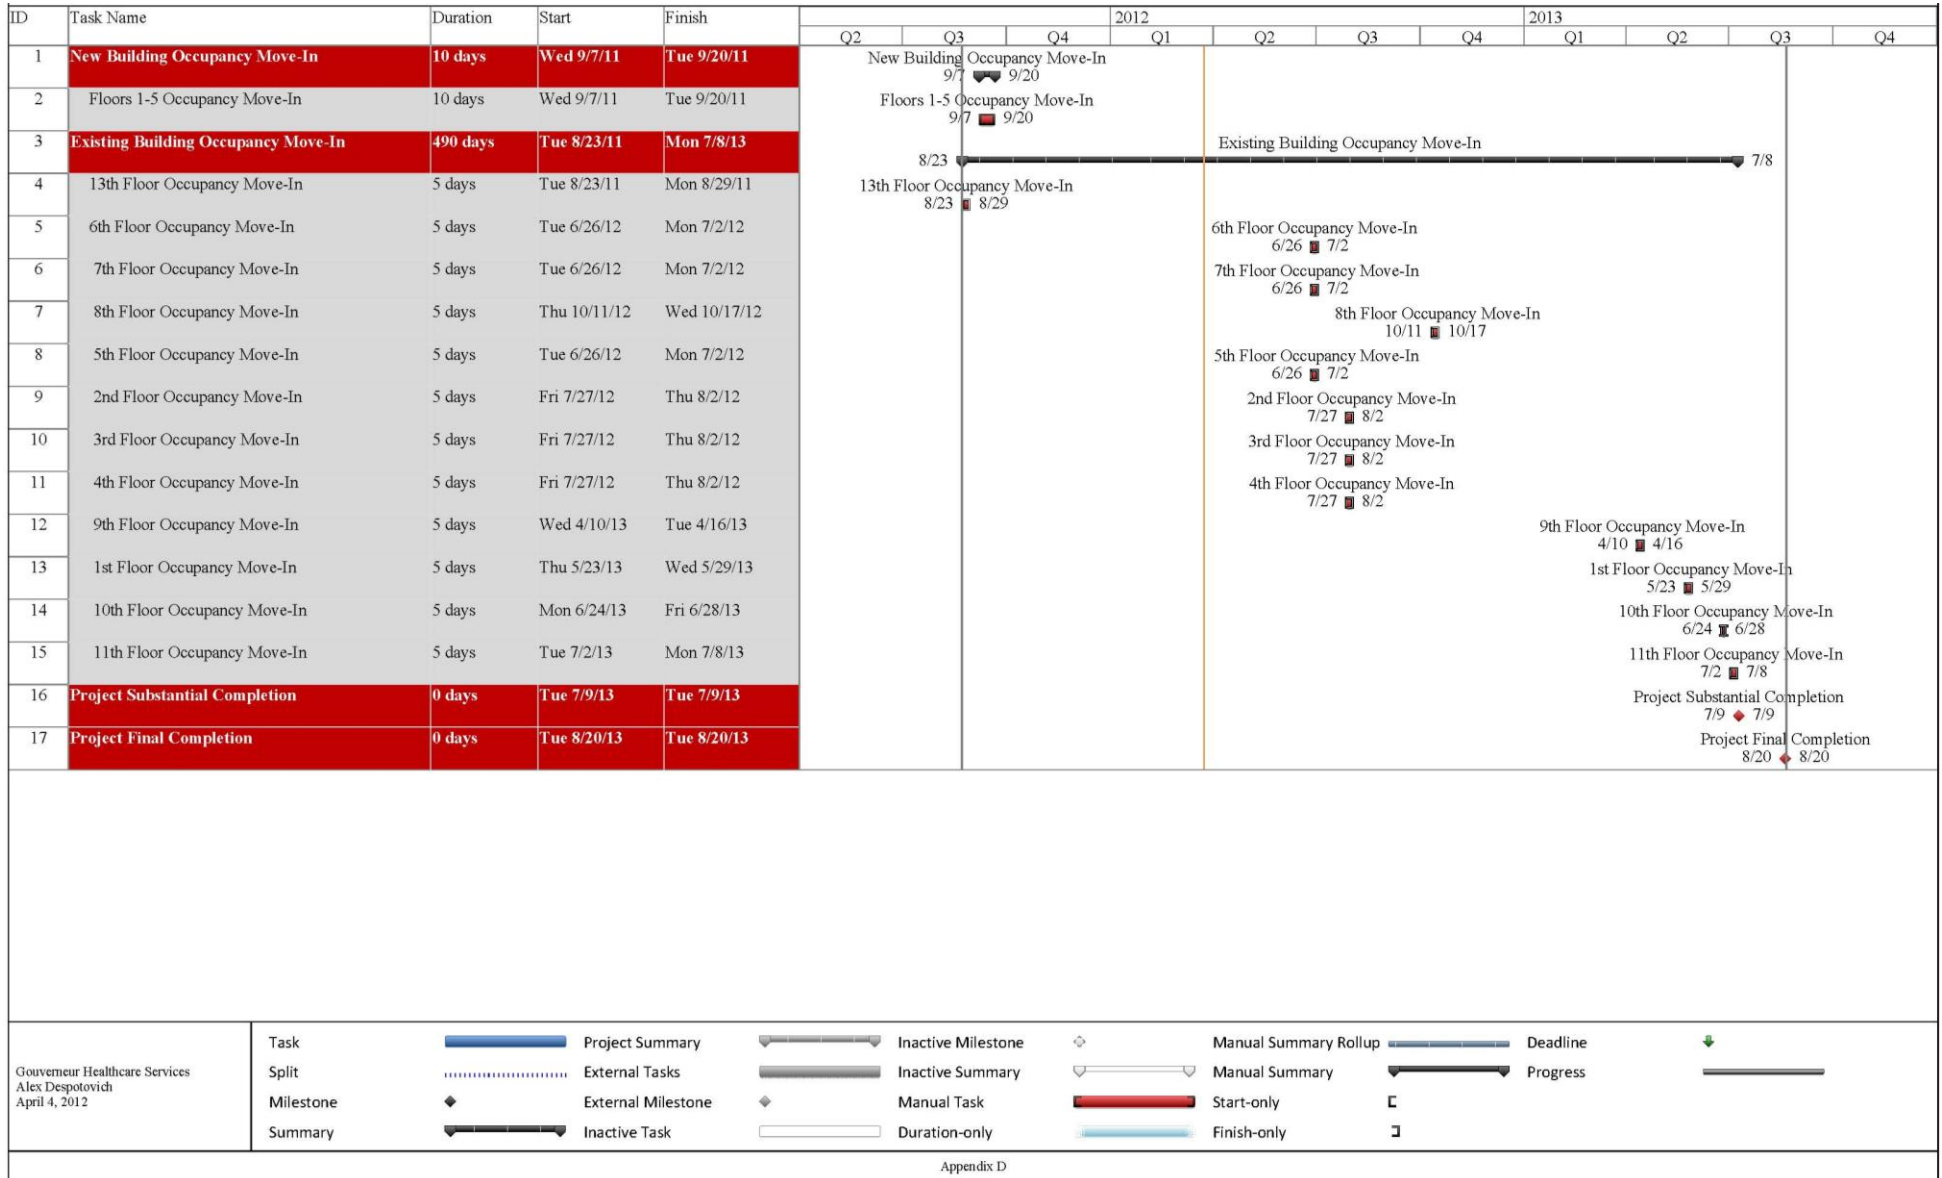 ID Task Name Duration Start Finish 2012 2013
Q2 Q3 Q4 Q1 Q2 Q3 Q4 Q1 Q2 Q3 Q4
1 New Building Occupancy Move-In 10 days Wed 9/7/11 Tue 9/20/11 New Building Occupancy Move-In
9/7 9/20
2 Floors 1-5 Occupancy Move-In 10 days Wed 9/7/11 Tue 9/20/11 Floors 1-5 Occupancy Move-In
9/7 9/20
3 Existing Building Occupancy Move-In 490 days Tue 8/23/11 Mon 7/8/13 Existing Building Occupancy Move-In
8/23 7/8
4 13th Floor Occupancy Move-In 5 days Tue 8/23/11 Mon 8/29/11 13th Floor Occupancy Move-In
8/23 8/29
5 6th Floor Occupancy Move-In 5 days Tue 6/26/12 Mon 7/2/12 6th Floor Occupancy Move-In
6/26 7/2
6 7th Floor Occupancy Move-In 5 days Tue 6/26/12 Mon 7/2/12 7th Floor Occupancy Move-In
6/26 7/2
7 8th Floor Occupancy Move-In 5 days Thu 10/11/12 Wed 10/17/12 8th Floor Occupancy Move-In
10/11 10/17
8 5th Floor Occupancy Move-In 5 days Tue 6/26/12 Mon 7/2/12 5th Floor Occupancy Move-In
6/26 7/2
9 2nd Floor Occupancy Move-In 5 days Fri 7/27/12 Thu 8/2/12 2nd Floor Occupancy Move-In
7/27 8/2
10 3rd Floor Occupancy Move-In 5 days Fri 7/27/12 Thu 8/2/12 3rd Floor Occupancy Move-In
7/27 8/2
11 4th Floor Occupancy Move-In 5 days Fri 7/27/12 Thu 8/2/12 4th Floor Occupancy Move-In
7/27 8/2
12 9th Floor Occupancy Move-In 5 days Wed 4/10/13 Tue 4/16/13 9th Floor Occupancy Move-In
4/10 4/16
13 1st Floor Occupancy Move-In 5 days Thu 5/23/13 Wed 5/29/13 1st Floor Occupancy Move-In
5/23 5/29
14 10th Floor Occupancy Move-In 5 days Mon 6/24/13 Fri 6/28/13 10th Floor Occupancy Move-In
6/24 6/28
15 11th Floor Occupancy Move-In 5 days Tue 7/2/13 Mon 7/8/13 11th Floor Occupancy Move-In
7/2 7/8
16 Project Substantial Completion 0 days Tue 7/9/13 Tue 7/9/13 Project Substantial Completion
7/9 7/9
17 Project Final Completion 0 days Tue 8/20/13 Tue 8/20/13 Project Final Completion
8/20 8/20
Gouverneur Healthcare Services
Alex Despotovich
April 4, 2012
Task Project Summary Inactive Milestone Manual Summary Rollup Deadline
Split External Tasks Inactive Summary Manual Summary Progress
Milestone External Milestone Manual Task Start-only
Summary Inactive Task Duration-only Finish-only
Appendix D